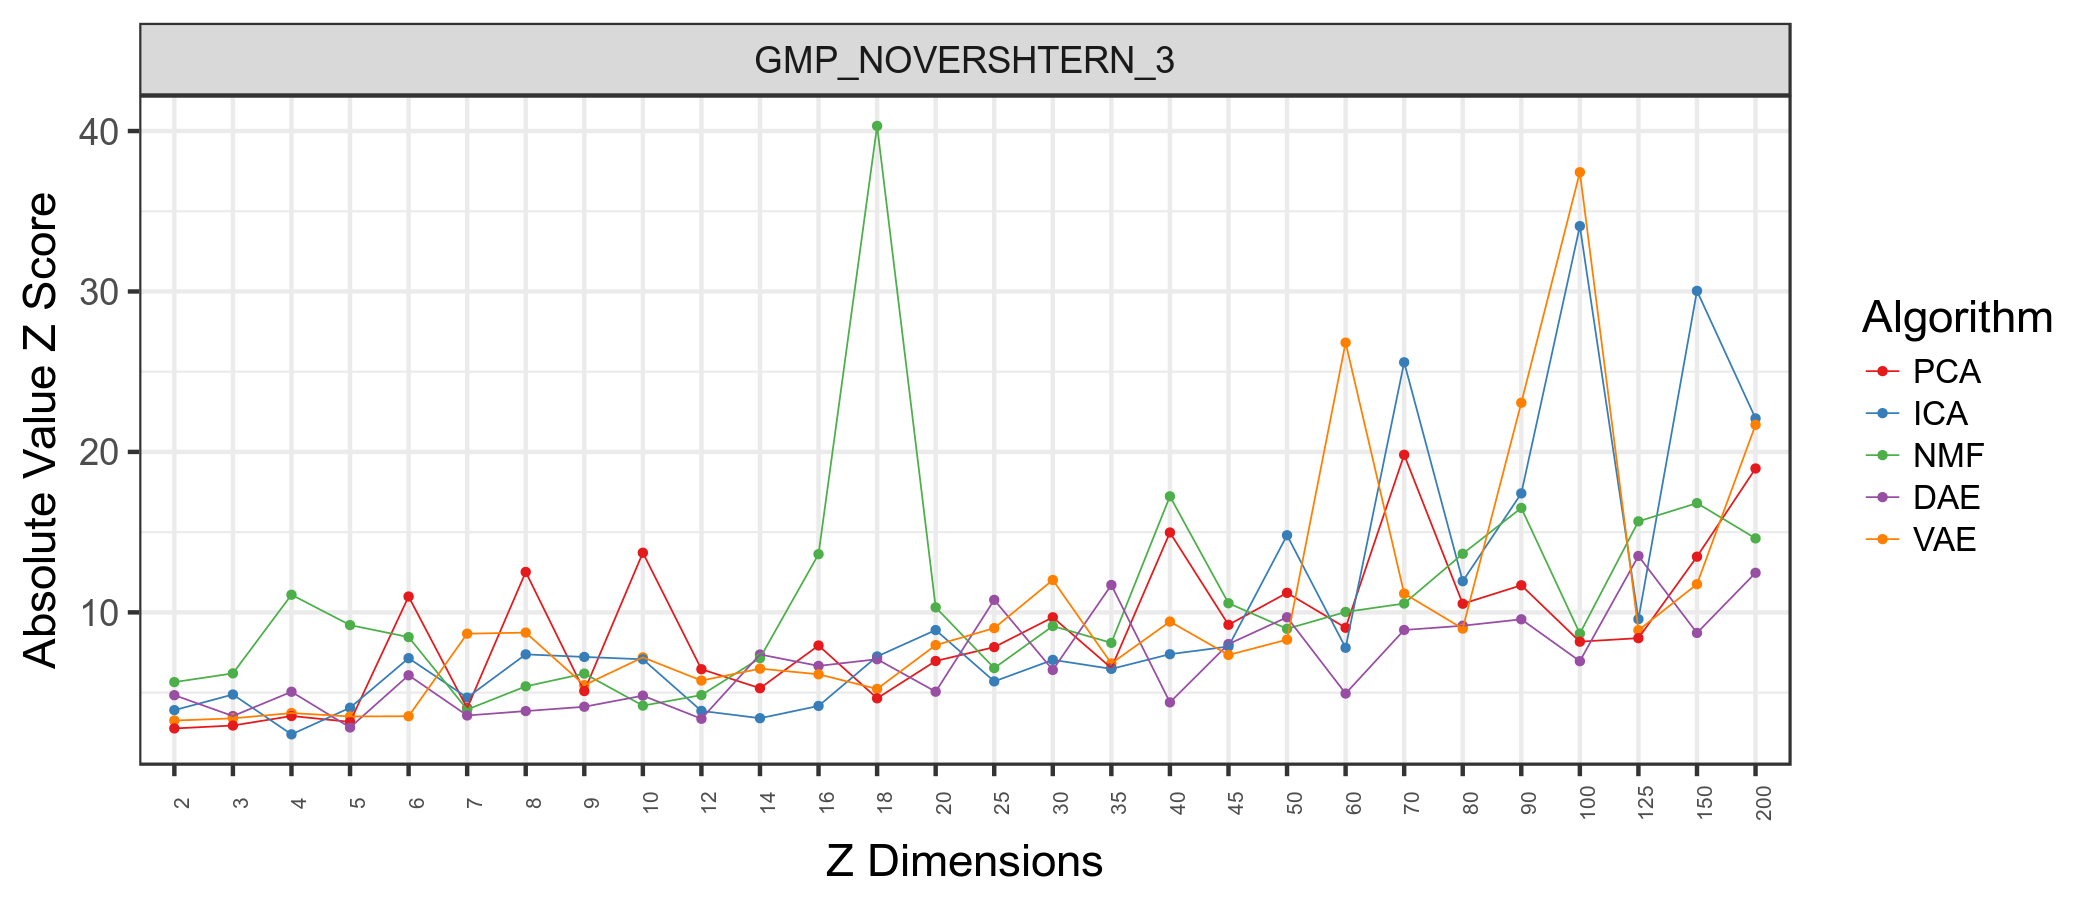 GMP_NOVERSHTERN_3
Absolute Value Z Score
40
30
20
10
2 3 4 5 6 7 8 9 10 12 14 16 18 20 25 30 35 40 45 50 60 70 80 90 100 125 150 200
Z Dimensions
Algorithm
PCA
ICA
NMF
DAE
VAE